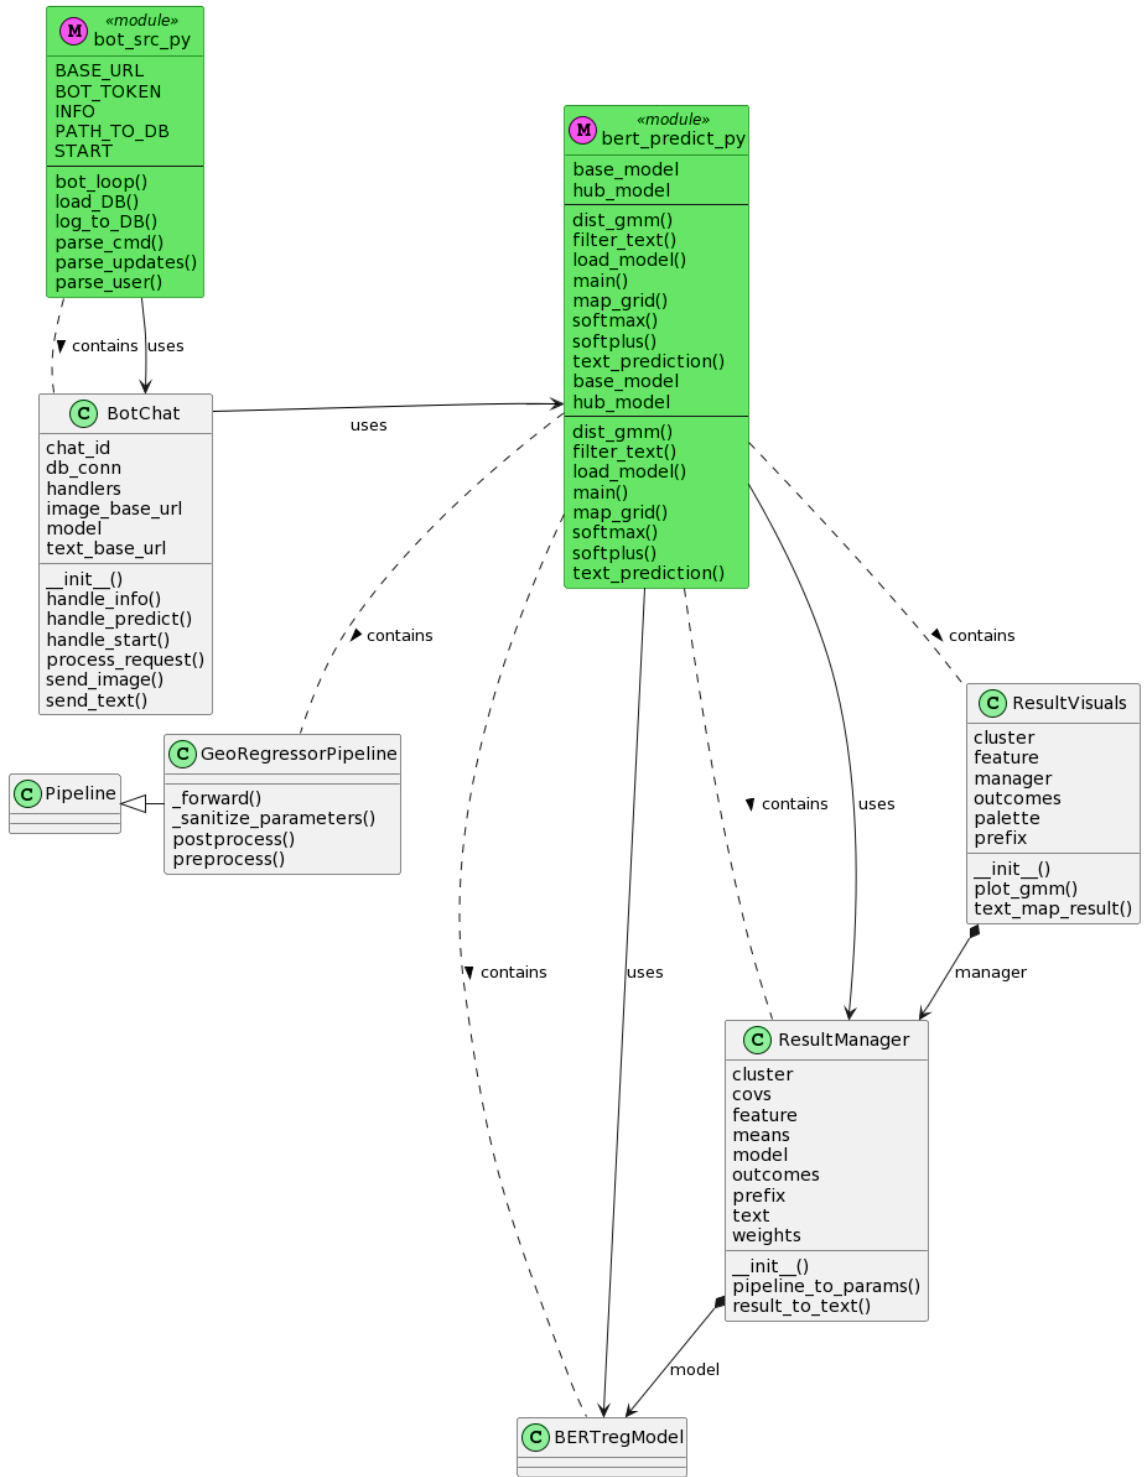 M
«module»
bot_src_py
BASE_URL
BOT_TOKEN
INFO
PATH_TO_DB
START
bot_loop()
load_DB()
log_to_DB()
parse_cmd()
parse_updates()
parse_user()
M
«module»
bert_predict_py
base_model
hub_model
dist_gmm()
filter_text()
load_model()
main()
map_grid()
softmax()
softplus()
text_prediction()
base_model
hub_model
dist_gmm()
filter_text()
load_model()
main()
map_grid()
softmax()
softplus()
text_prediction()
contains
uses
C BotChat
chat_id
db_conn
handlers
image_base_url
model
text_base_url
__init__()
handle_info()
handle_predict()
handle_start()
process_request()
send_image()
send_text()
uses
contains
contains
C ResultVisuals
cluster
feature
manager
outcomes
palette
prefix
__init__()
plot_gmm()
text_map_result()
C Pipeline
C GeoRegressorPipeline
_forward()
_sanitize_parameters()
postprocess()
preprocess()
contains
uses
contains
uses
manager
C ResultManager
cluster
covs
feature
means
model
outcomes
prefix
text
weights
__init__()
pipeline_to_params()
result_to_text()
model
C BERTregModel